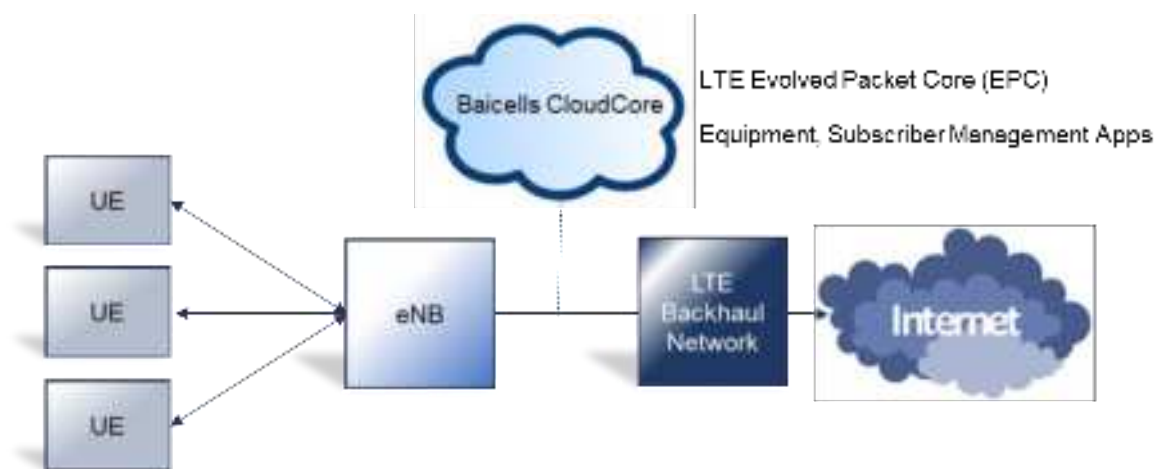 Baicells CloudCore
LTE Evolved Packet Core (EPC)
Equipment, Subscriber Management Apps
UE
UE
UE
eNB
LTE
Backhaul
Network
Internet